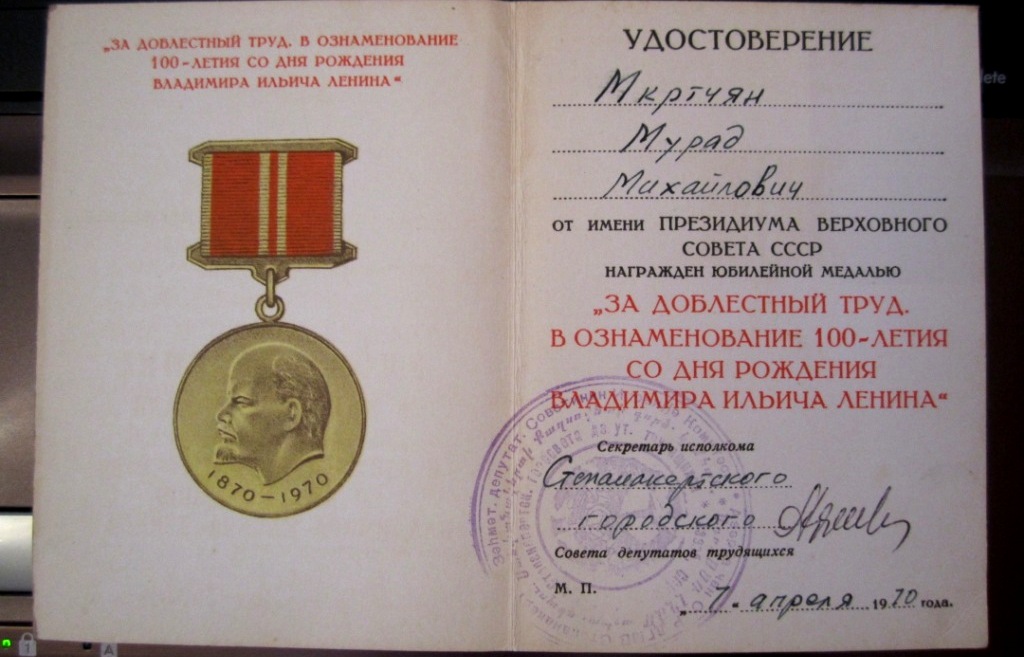 „ЗА ДОБЛЕСТНЫЙ ТРУД. В ОЗНАМЕНОВАНИЕ
100-ЛЕТИЯ СО ДНЯ РОЖДЕНИЯ
ВЛАДИМИРА ИЛЬИЧА ЛЕНИНА“
1870-1970
УДОСТОВЕРЕНИЕ
Мкртчян
Мурад
Михайлович
ОТ ИМЕНИ ПРЕЗИДИУМА ВЕРХОВНОГО
СОВЕТА СССР
НАГРАЖДЕН ЮБИЛЕЙНОЙ МЕДАЛЬЮ
„ЗА ДОБЛЕСТНЫЙ ТРУД.
В ОЗНАМЕНОВАНИЕ 100-ЛЕТИЯ
СО ДНЯ РОЖДЕНИЯ
ВЛАДИМИРА ИЛЬИЧА ЛЕНИНА“
Секретарь исполкома
Степанакертского
городского
Совета депутатов трудящихся
М. П.
„7" апреля 1970 года.